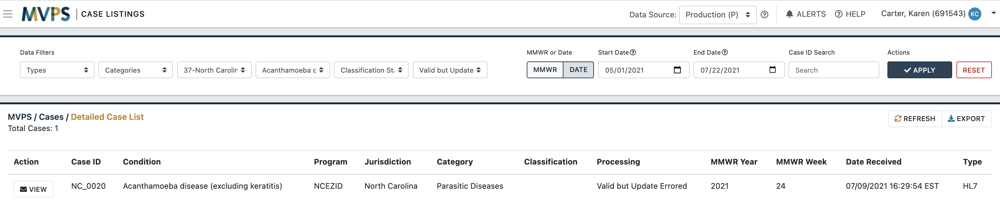 MVPS | CASE LISTINGS Data Source: Production (P) ALERTS HELP Carter, Karen (691543) KC
Data Filters MMWR or Date Start Date End Date Case ID Search Actions
Types Categories 37-North Carolin Acanthamoeba Classification Sta Valid but Update MMWR DATE 05/01/2021 07/22/2021 Search APPLY RESET
MVPS / Cases / Detailed Case List
Total Cases: 1
REFRESH EXPORT
Action Case ID Condition Program Jurisdiction Category Classification Processing MMWR Year MMWR Week Date Received Type
VIEW NC_0020 Acanthamoeba disease (excluding keratitis) NCEZID North Carolina Parasitic Diseases Valid but Update Errored 2021 24 07/09/2021 16:29:54 EST HL7